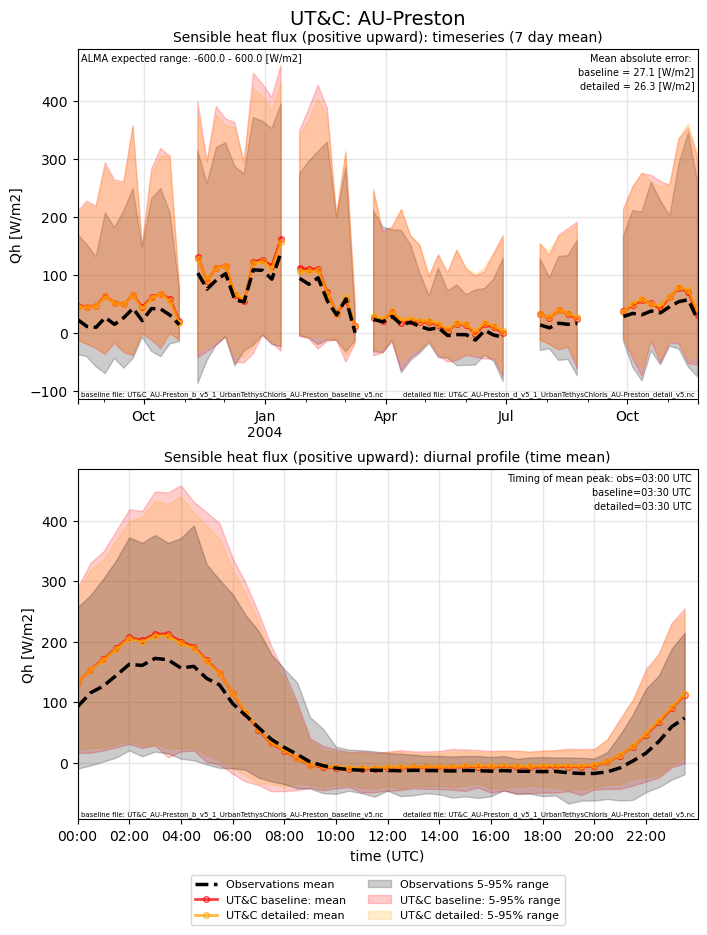 UT&C: AU-Preston
Sensible heat flux (positive upward): timeseries (7 day mean)
ALMA expected range: -600.0 - 600.0 [W/m2]
Mean absolute error:
baseline = 27.1 [W/m2]
detailed = 26.3 [W/m2]
400
300
200
100
0
−100
Qh [W/m2]
baseline file: UT&C_AU-Preston_b_v5_1_UrbanTethysChloris_AU-Preston_baseline_v5.nc
detailed file: UT&C_AU-Preston_d_v5_1_UrbanTethysChloris_AU-Preston_detail_v5.nc
Oct Jan Apr Jul Oct
2004
Sensible heat flux (positive upward): diurnal profile (time mean)
Timing of mean peak: obs=03:00 UTC
baseline=03:30 UTC
detailed=03:30 UTC
400
300
200
100
0
Qh [W/m2]
baseline file: UT&C_AU-Preston_b_v5_1_UrbanTethysChloris_AU-Preston_baseline_v5.nc
detailed file: UT&C_AU-Preston_d_v5_1_UrbanTethysChloris_AU-Preston_detail_v5.nc
00:00 02:00 04:00 06:00 08:00 10:00 12:00 14:00 16:00 18:00 20:00 22:00
time (UTC)
Observations mean
UT&C baseline: mean
UT&C detailed: mean
Observations 5-95% range
UT&C baseline: 5-95% range
UT&C detailed: 5-95% range